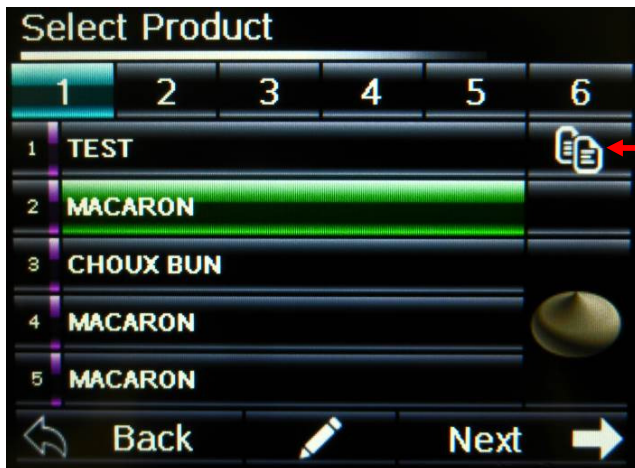 Select Product
1 2 3 4 5 6
1 TEST
2 MACARON
3 CHOUX BUN
4 MACARON
5 MACARON
Back Next